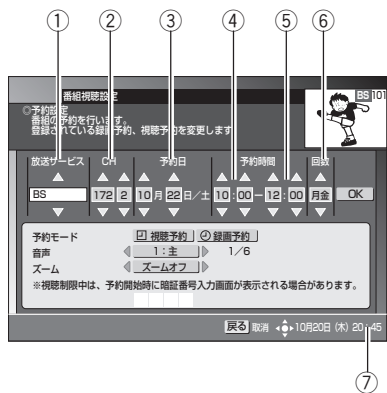 ① ② ③ ④ ⑤ ⑥
番組視聴設定
BS 101
◎予約設定
番組の予約を行います。
登録されている録画予約、視聴予約を変更します
放送サービス CH 予約日 予約時間 回数
BS 172 2 10 月 22 日/土 10 : 00 − 12 : 00 月金 OK
予約モード 視聴予約 録画予約
音声 1:主 1/6
ズーム ズームオフ
※視聴制限中は、予約開始時に暗証番号入力画面が表示される場合があります。
戻る 取消 10月20日 (木) 20:45
⑦